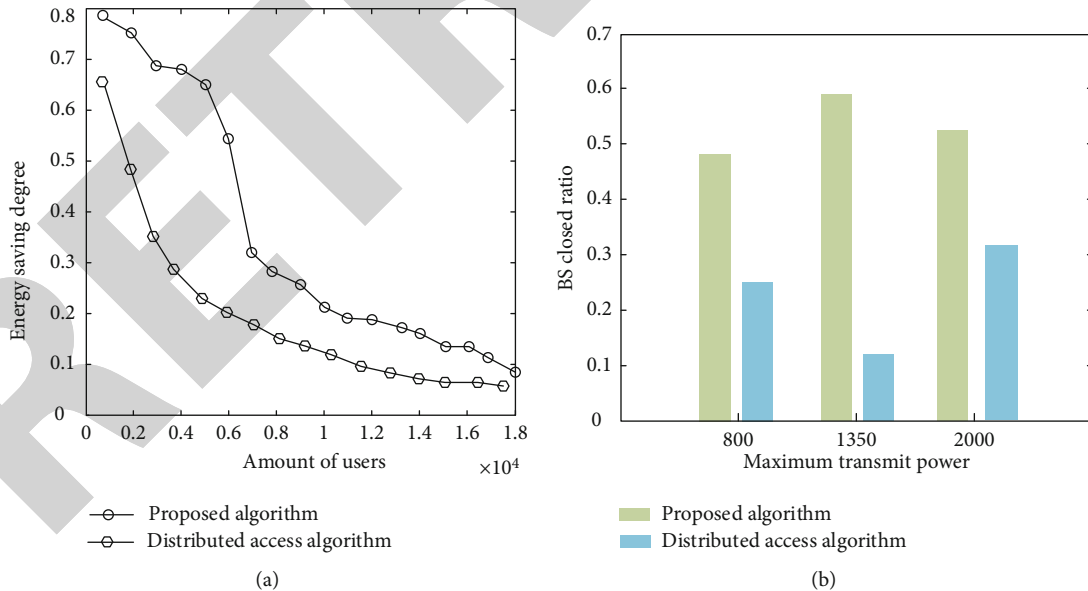 0.8
0.7
0.6
0.5
0.4
0.3
0.2
0.1
0
Energy saving degree
0 0.2 0.4 0.6 0.8 1 1.2 1.4 1.6 1.8
Amount of users
×10⁴
Proposed algorithm
Distributed access algorithm
(a)
0.7
0.6
0.5
0.4
0.3
0.2
0.1
0
BS closed ratio
800 1350 2000
Maximum transmit power
Proposed algorithm
Distributed access algorithm
(b)
RETR